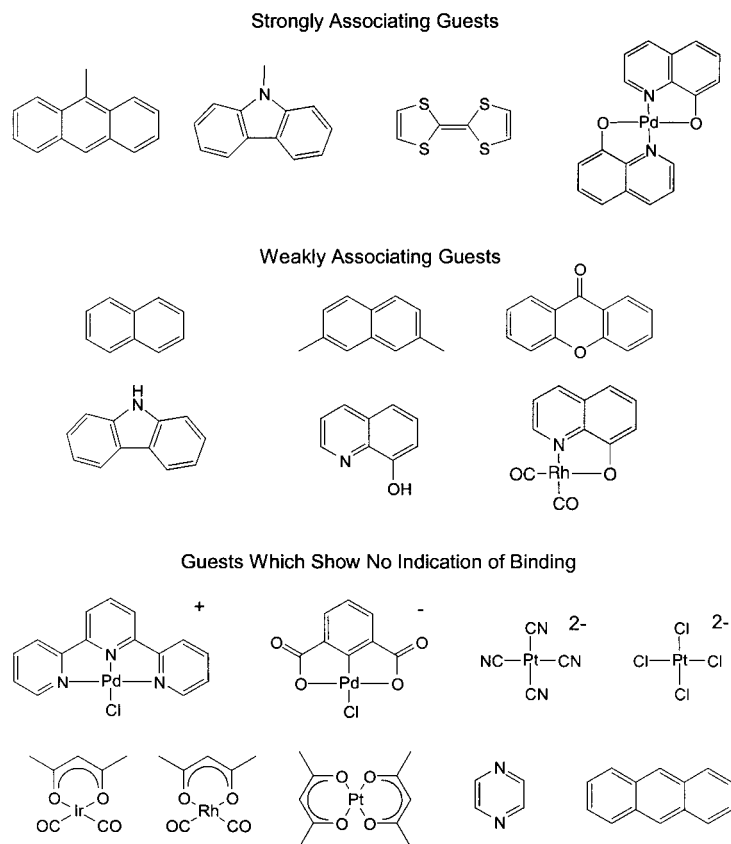 Strongly Associating Guests
N
S S
S S
N
O Pd O
N
Weakly Associating Guests
O
O
H
N
N
OH
N
OC Rh O
CO
Guests Which Show No Indication of Binding
+
N
N Pd N
Cl
-
O O
O Pd O
Cl
2-
CN
NC Pt CN
CN
2-
Cl
Cl Pt Cl
Cl
O O
Ir
OC CO
O O
Rh
OC CO
O O
Pt
O O
N
N